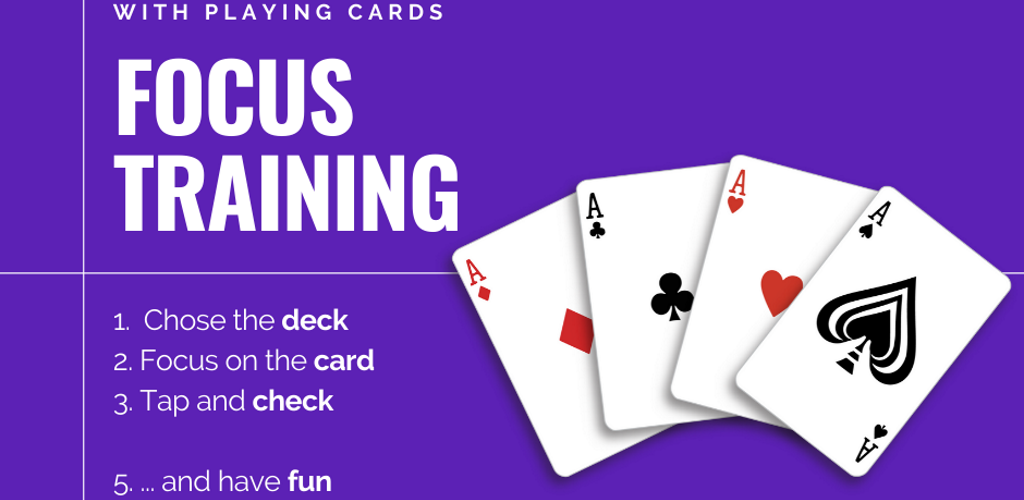 WITH PLAYING CARDS
FOCUS
TRAINING
1. Chose the deck
2. Focus on the card
3. Tap and check
5. ... and have fun
A
A
A
A
A